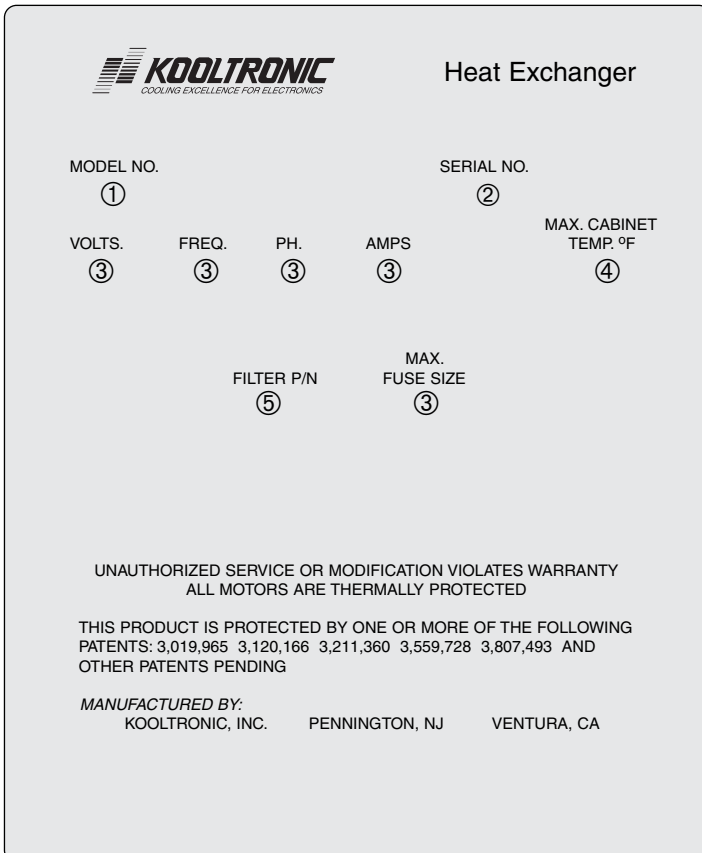 KOOLTRONIC
COOLING EXCELLENCE FOR ELECTRONICS
Heat Exchanger
MODEL NO. SERIAL NO.
① ②
VOLTS. FREQ. PH. AMPS MAX. CABINET
TEMP. ºF
③ ③ ③ ③ ④
MAX.
FILTER P/N FUSE SIZE
⑤ ③
UNAUTHORIZED SERVICE OR MODIFICATION VIOLATES WARRANTY
ALL MOTORS ARE THERMALLY PROTECTED
THIS PRODUCT IS PROTECTED BY ONE OR MORE OF THE FOLLOWING
PATENTS: 3,019,965 3,120,166 3,211,360 3,559,728 3,807,493 AND
OTHER PATENTS PENDING
MANUFACTURED BY:
KOOLTRONIC, INC. PENNINGTON, NJ VENTURA, CA